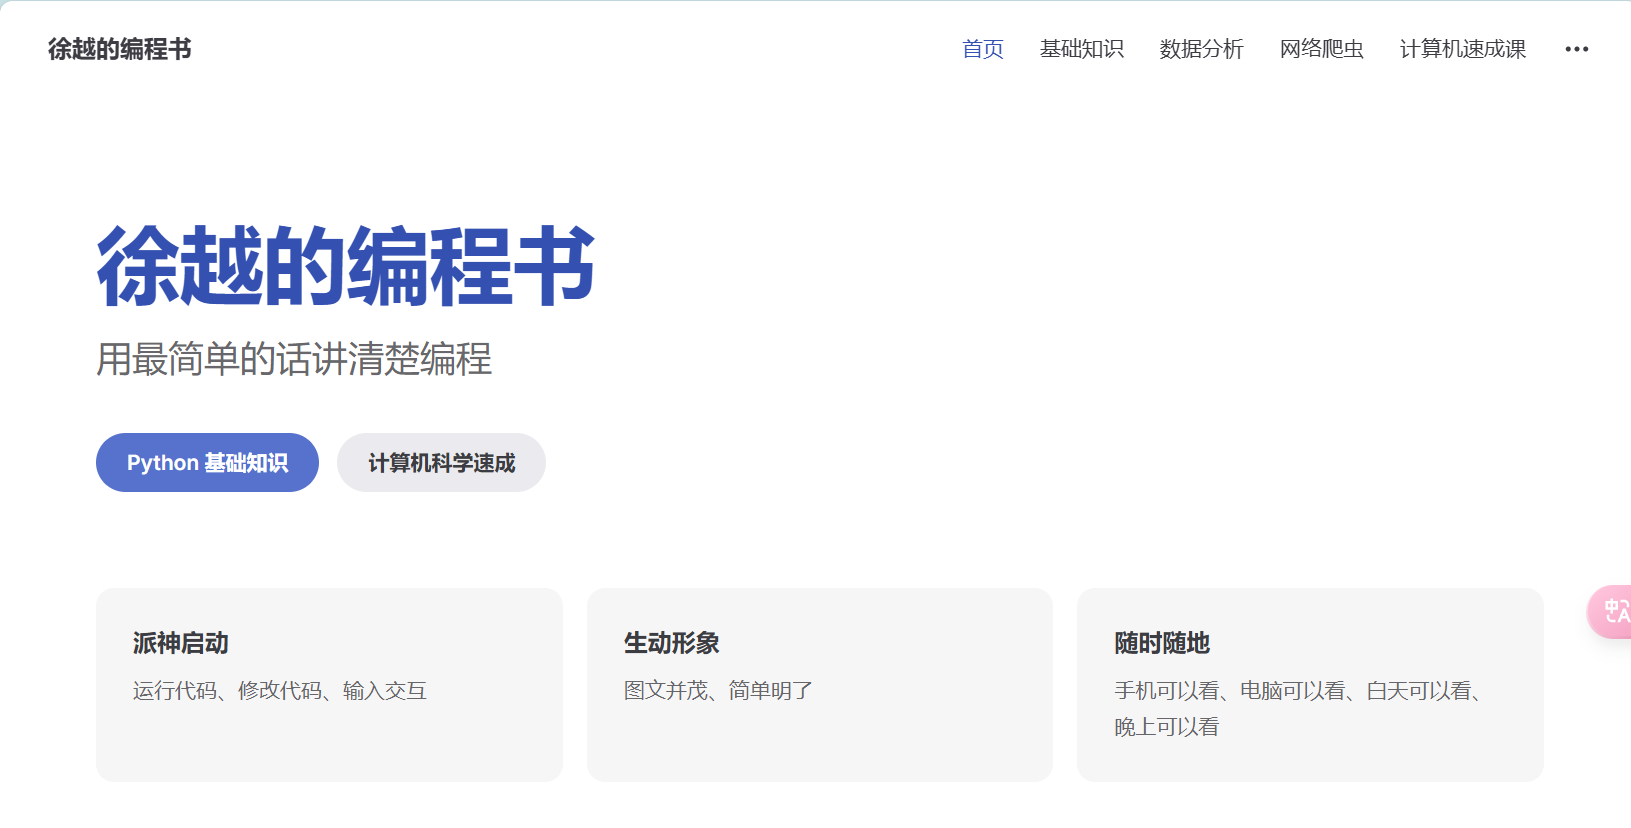 徐越的编程书
首页
基础知识
数据分析
网络爬虫
计算机速成课
徐越的编程书
用最简单的话讲清楚编程
Python 基础知识
计算机科学速成
派神启动
运行代码、修改代码、输入交互
生动形象
图文并茂、简单明了
随时随地
手机可以看、电脑可以看、白天可以看、
晚上可以看
中
A